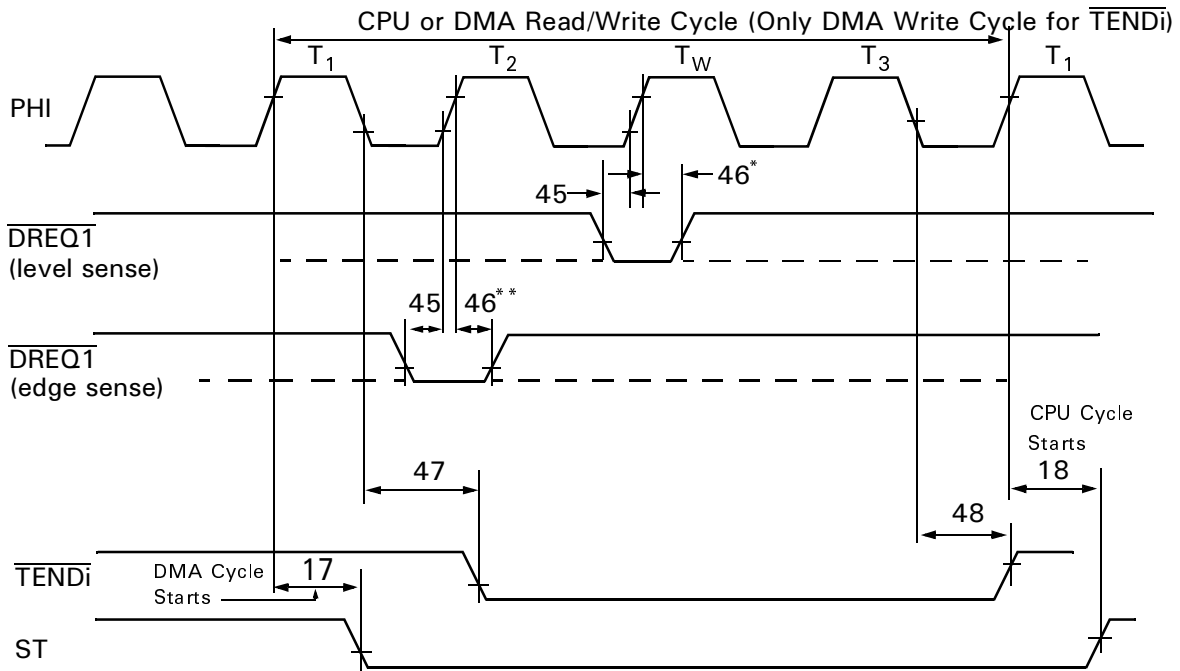 CPU or DMA Read/Write Cycle (Only DMA Write Cycle for TENDi)
T1 T2 TW T3 T1
PHI
45 46*
DREQ1
(level sense)
45 46**
DREQ1
(edge sense)
CPU Cycle
Starts
47 18
48
TENDi
DMA Cycle
Starts
17
ST